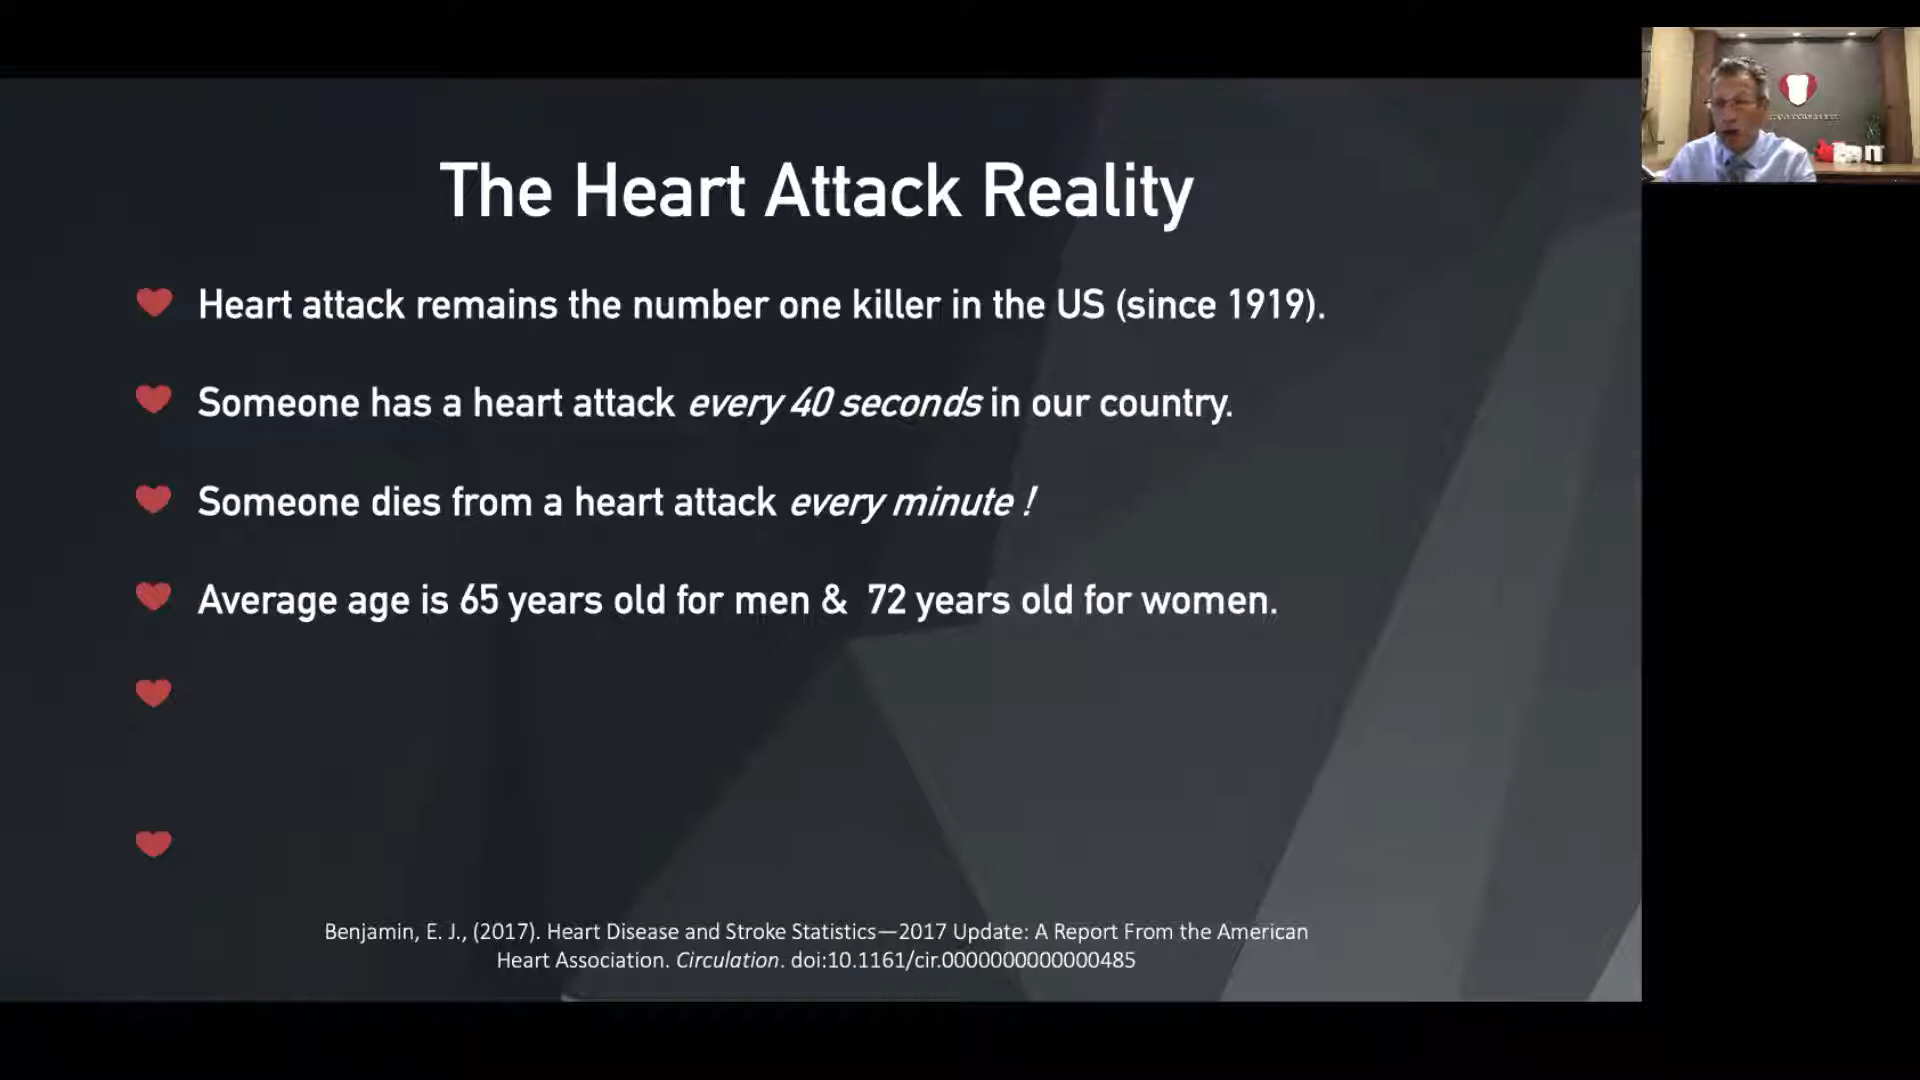 The Heart Attack Reality
Heart attack remains the number one killer in the US (since 1919).
Someone has a heart attack every 40 seconds in our country.
Someone dies from a heart attack every minute !
Average age is 65 years old for men &  72 years old for women.
Benjamin, E. J., (2017). Heart Disease and Stroke Statistics—2017 Update: A Report From the American
Heart Association. Circulation. doi:10.1161/cir.0000000000000485